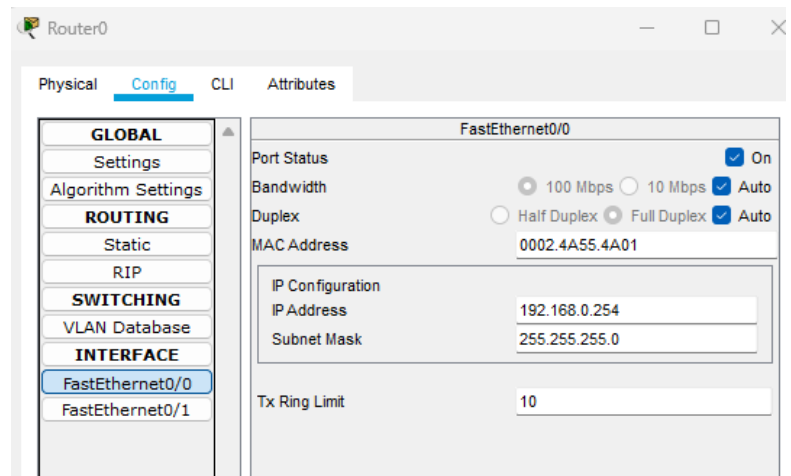 Router0
Physical Config CLI Attributes
GLOBAL
Settings
Algorithm Settings
ROUTING
Static
RIP
SWITCHING
VLAN Database
INTERFACE
FastEthernet0/0
FastEthernet0/1
FastEthernet0/0
Port Status On
Bandwidth 100 Mbps 10 Mbps Auto
Duplex Half Duplex Full Duplex Auto
MAC Address 0002.4A55.4A01
IP Configuration
IP Address 192.168.0.254
Subnet Mask 255.255.255.0
Tx Ring Limit 10